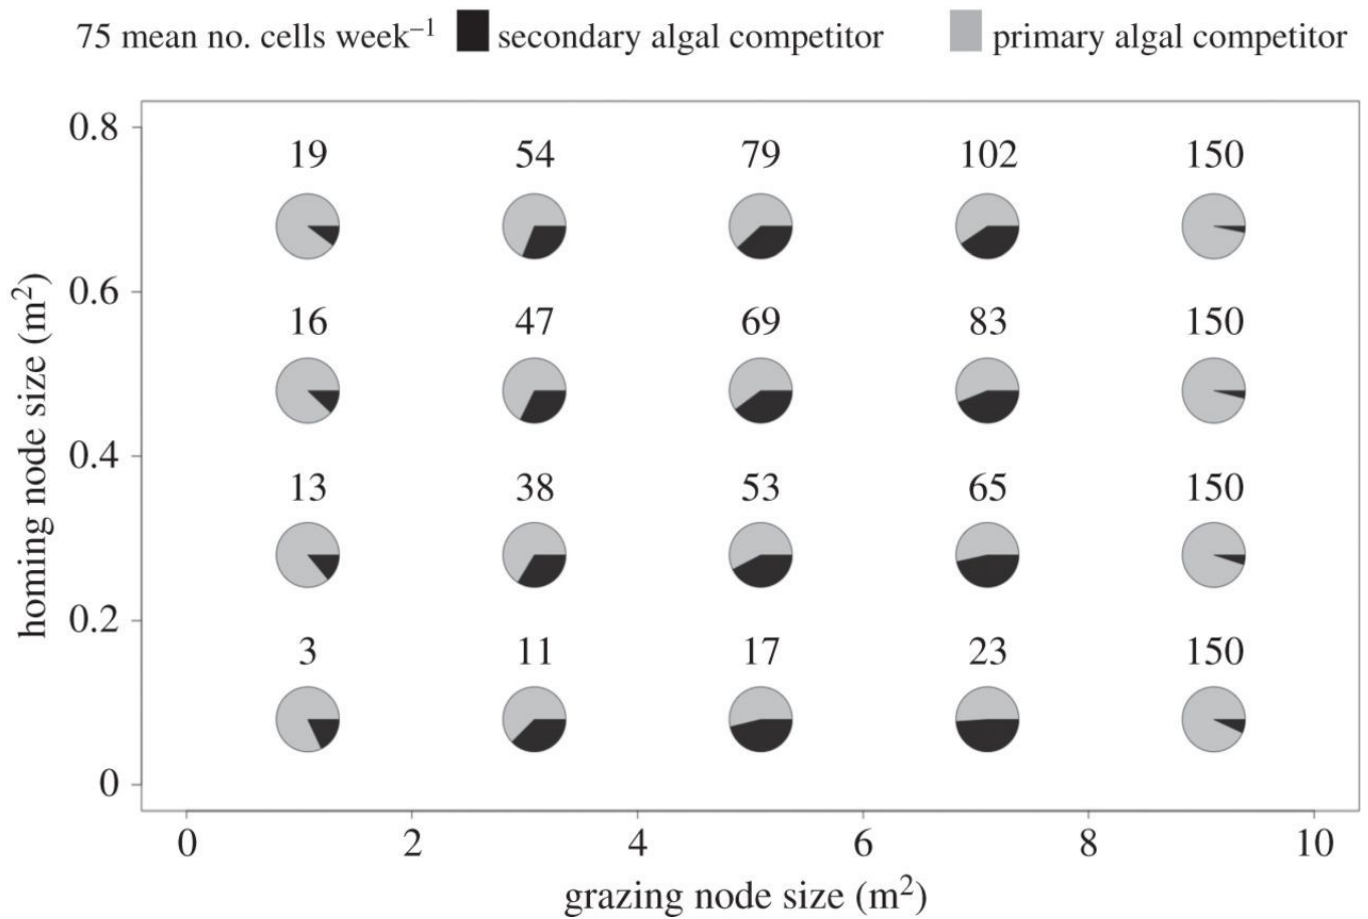 75 mean no. cells week⁻¹ secondary algal competitor primary algal competitor
0.8
19 54 79 102 150
0.6
16 47 69 83 150
0.4
13 38 53 65 150
0.2
3 11 17 23 150
0
homing node size (m²)
0 2 4 6 8 10
grazing node size (m²)